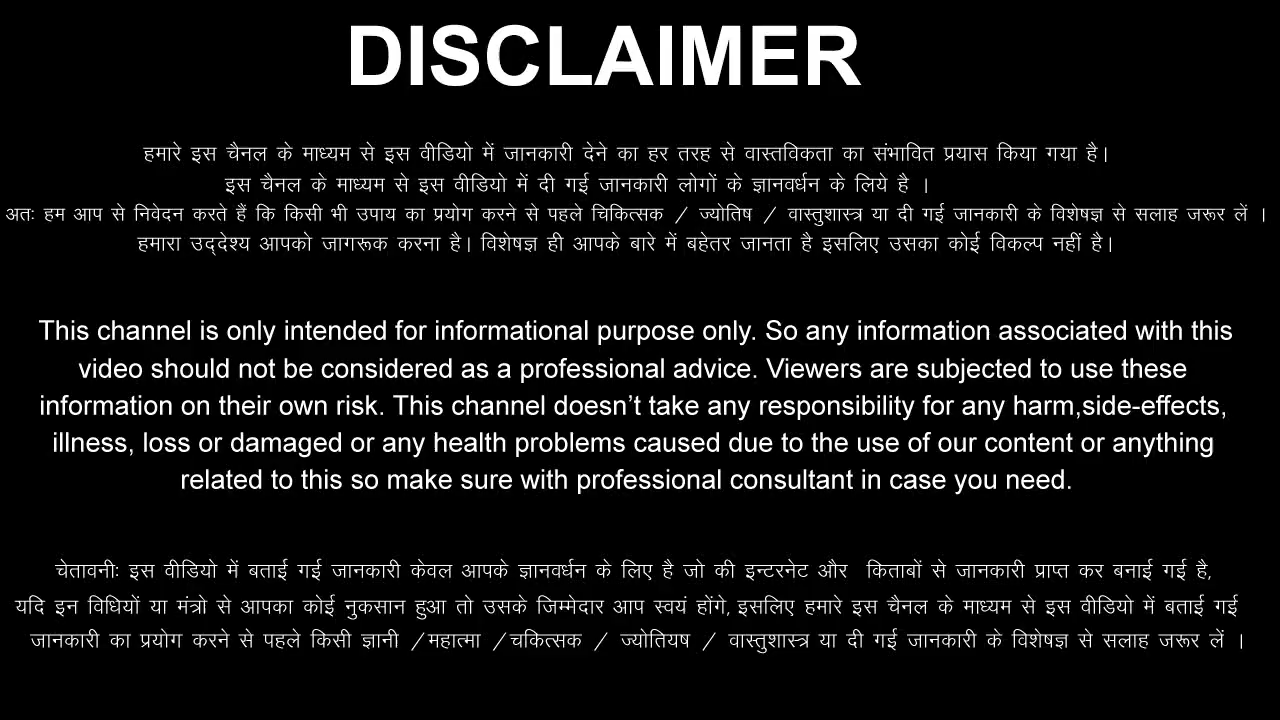 DISCLAIMER
हमारे इस चैनल के माध्यम से इस वीडियो में जानकारी देने का हर तरह से वास्तविकता का संभावित प्रयास किया गया है।
इस चैनल के माध्यम से इस वीडियो में दी गई जानकारी लोगों के ज्ञानवर्धन के लिये है ।
अतः हम आप से निवेदन करते हैं कि किसी भी उपाय का प्रयोग करने से पहले चिकित्सक / ज्योतिष / वास्तुशास्त्र या दी गई जानकारी के विशेषज्ञ से सलाह जरूर लें ।
हमारा उद्देश्य आपको जागरूक करना है। विशेषज्ञ ही आपके बारे में बहेतर जानता है इसलिए उसका कोई विकल्प नहीं है।
This channel is only intended for informational purpose only. So any information associated with this
video should not be considered as a professional advice. Viewers are subjected to use these
information on their own risk. This channel doesn’t take any responsibility for any harm,side-effects,
illness, loss or damaged or any health problems caused due to the use of our content or anything
related to this so make sure with professional consultant in case you need.
चेतावनीः इस वीडियो में बताई गई जानकारी केवल आपके ज्ञानवर्धन के लिए है जो की इन्टरनेट और किताबों से जानकारी प्राप्त कर बनाई गई है,
यदि इन विधियों या मंत्रो से आपका कोई नुकसान हुआ तो उसके जिम्मेदार आप स्वयं होंगे, इसलिए हमारे इस चैनल के माध्यम से इस वीडियो में बताई गई
जानकारी का प्रयोग करने से पहले किसी ज्ञानी /महात्मा /चकित्सक / ज्योतियष / वास्तुशास्त्र या दी गई जानकारी के विशेषज्ञ से सलाह जरूर लें ।